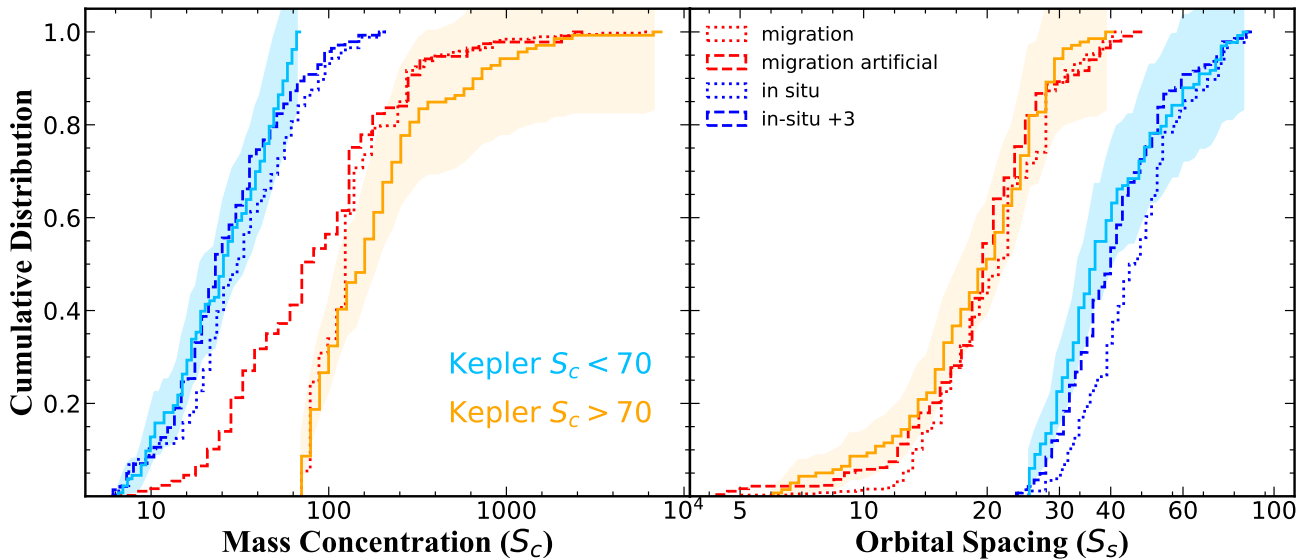 Cumulative Distribution
1.0
0.8
0.6
0.4
0.2
Kepler S_c < 70
Kepler S_c > 70
10
100
1000
10⁴
Mass Concentration (S_c)
migration
migration artificial
in situ
in-situ +3
5
10
20
30
40
60
100
Orbital Spacing (S_s)